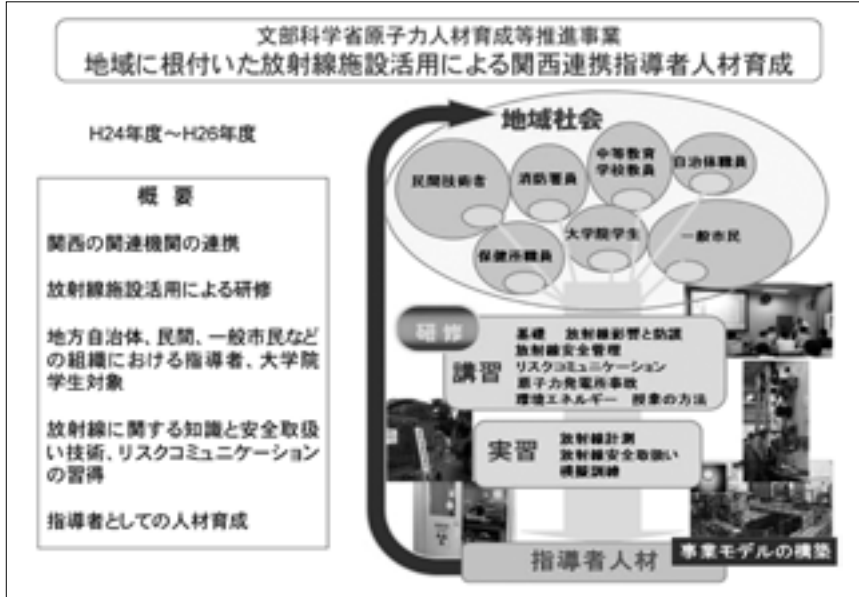 文部科学省原子力人材育成等推進事業
地域に根付いた放射線施設活用による関西連携指導者人材育成
H24年度～H26年度
概 要
関西の関連機関の連携
放射線施設活用による研修
地方自治体、民間、一般市民など
の組織における指導者、大学院
学生対象
放射線に関する知識と安全取扱
い技術、リスクコミュニケーション
の習得
指導者としての人材育成
地域社会
民間技術者
消防署員
中等教育
学校教員
自治体職員
保健所職員
大学院学生
一般市民
研修
講習
基礎 放射線影響と防護
放射線安全管理
リスクコミュニケーション
原子力発電所事故
環境エネルギー 授業の方法
実習
放射線計測
放射線安全取扱い
模擬訓練
指導者人材
事業モデルの構築